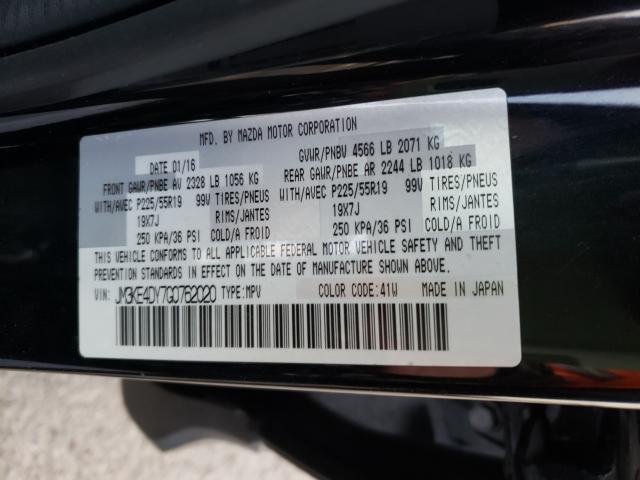 MFD. BY MAZDA MOTOR CORPORATION
DATE 01/16 GVWR/PNBV 4566 LB 2071 KG
FRONT GAWR/PNBE AV 2328 LB 1056 KG REAR GAWR/PNBE AR 2244 LB 1018 KG
WITH/AVEC P225/55R19 99V TIRES/PNEUS WITH/AVEC P225/55R19 99V TIRES/PNEUS
19X7J RIMS/JANTES 19X7J RIMS/JANTES
250 KPA/36 PSI COLD/A FROID 250 KPA/36 PSI COLD/A FROID
THIS VEHICLE CONFORMS TO ALL APPLICABLE FEDERAL MOTOR VEHICLE SAFETY AND THEFT
PREVENTION STANDARDS IN EFFECT ON THE DATE OF MANUFACTURE SHOWN ABOVE.
VIN: JM3KE4DY7G0762020 TYPE:MPV COLOR CODE:41W MADE IN JAPAN